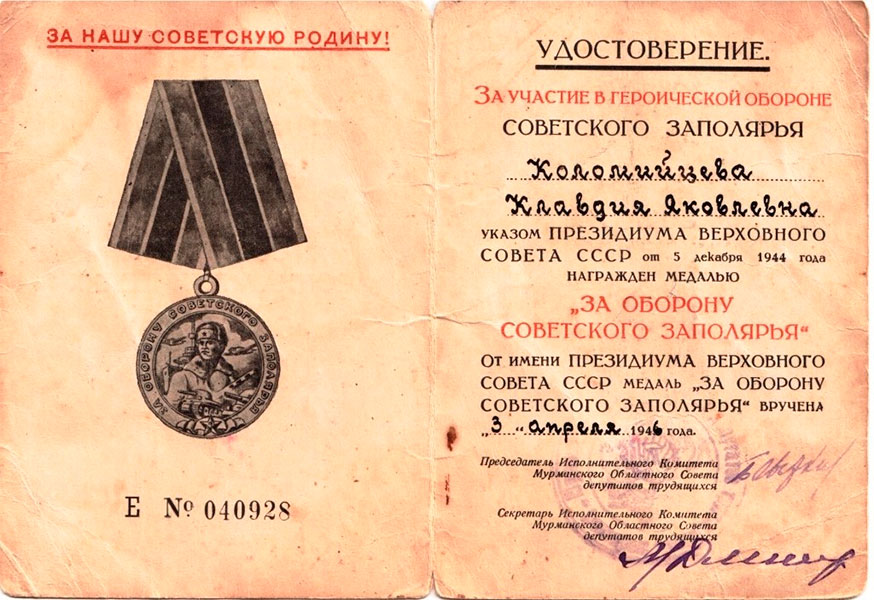 ЗА НАШУ СОВЕТСКУЮ РОДИНУ!
ЗА ОБОРОНУ СОВЕТСКОГО ЗАПОЛЯРЬЯ
Е № 040928
УДОСТОВЕРЕНИЕ.
ЗА УЧАСТИЕ В ГЕРОИЧЕСКОЙ ОБОРОНЕ
СОВЕТСКОГО ЗАПОЛЯРЬЯ
Коломийцева
Клавдия Яковлевна
УКАЗОМ ПРЕЗИДИУМА ВЕРХОВНОГО
СОВЕТА СССР от 5 декабря 1944 года
НАГРАЖДЕН МЕДАЛЬЮ
„ЗА ОБОРОНУ
СОВЕТСКОГО ЗАПОЛЯРЬЯ“
ОТ ИМЕНИ ПРЕЗИДИУМА ВЕРХОВНОГО
СОВЕТА СССР МЕДАЛЬ „ЗА ОБОРОНУ
СОВЕТСКОГО ЗАПОЛЯРЬЯ“ ВРУЧЕНА
„3“ апреля 1946 года.
Председатель Исполнительного Комитета
Мурманского Областного Совета
депутатов трудящихся
Секретарь Исполнительного Комитета
Мурманского Областного Совета
депутатов трудящихся